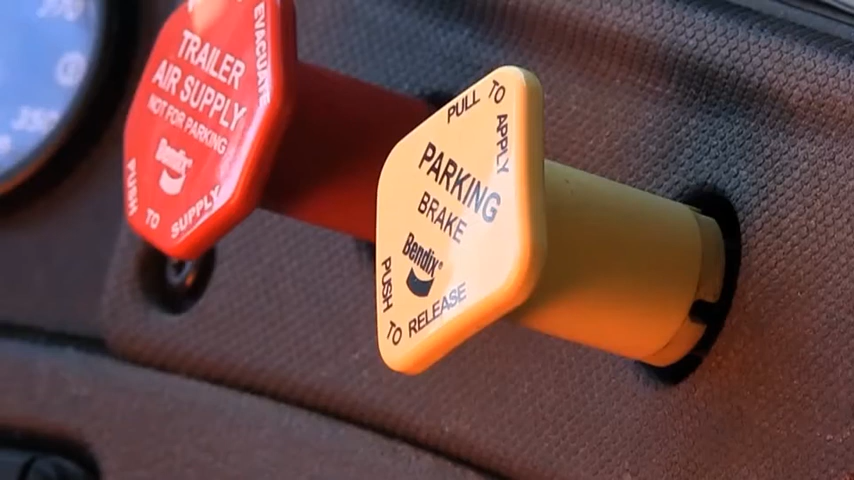 EVACUATE
TRAILER
AIR SUPPLY
NOT FOR PARKING
Bendix
PUSH
TO
SUPPLY
PULL TO
APPLY
PARKING
BRAKE
Bendix®
PUSH
TO
RELEASE